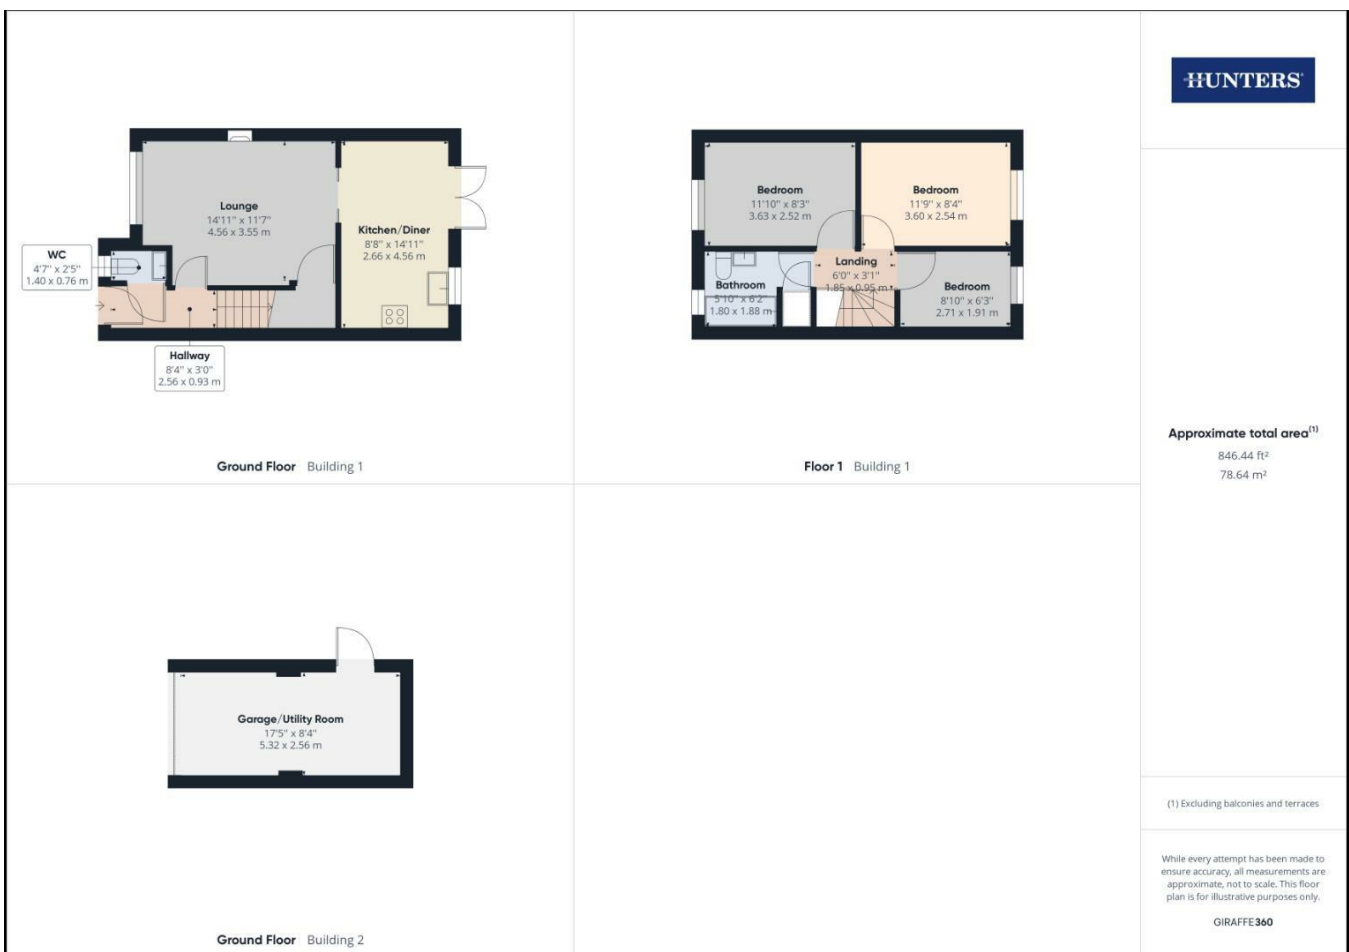 HUNTERS®
Lounge
14'11" x 11'7"
4.56 x 3.55 m
Kitchen/Diner
8'8" x 14'11"
2.66 x 4.56 m
WC
4'7" x 2'5"
1.40 x 0.76 m
Hallway
8'4" x 3'0"
2.56 x 0.93 m
Ground Floor Building 1
Bedroom
11'10" x 8'3"
3.63 x 2.52 m
Bedroom
11'9" x 8'4"
3.60 x 2.54 m
Landing
6'0" x 3'1"
1.85 x 0.95 m
Bathroom
5'10" x 6'2"
1.80 x 1.88 m
Bedroom
8'10" x 6'3"
2.71 x 1.91 m
Floor 1 Building 1
Approximate total area(1)
846.44 ft²
78.64 m²
Garage/Utility Room
17'5" x 8'4"
5.32 x 2.56 m
Ground Floor Building 2
(1) Excluding balconies and terraces
While every attempt has been made to
ensure accuracy, all measurements are
approximate, not to scale. This floor
plan is for illustrative purposes only.
GIRAFFE360